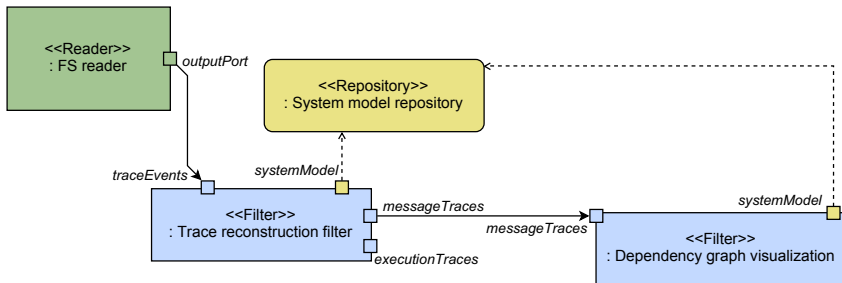 <<Reader>>
: FS reader
outputPort
<<Repository>>
: System model repository
traceEvents
systemModel
<<Filter>>
: Trace reconstruction filter
messageTraces
executionTraces
messageTraces
systemModel
<<Filter>>
: Dependency graph visualization